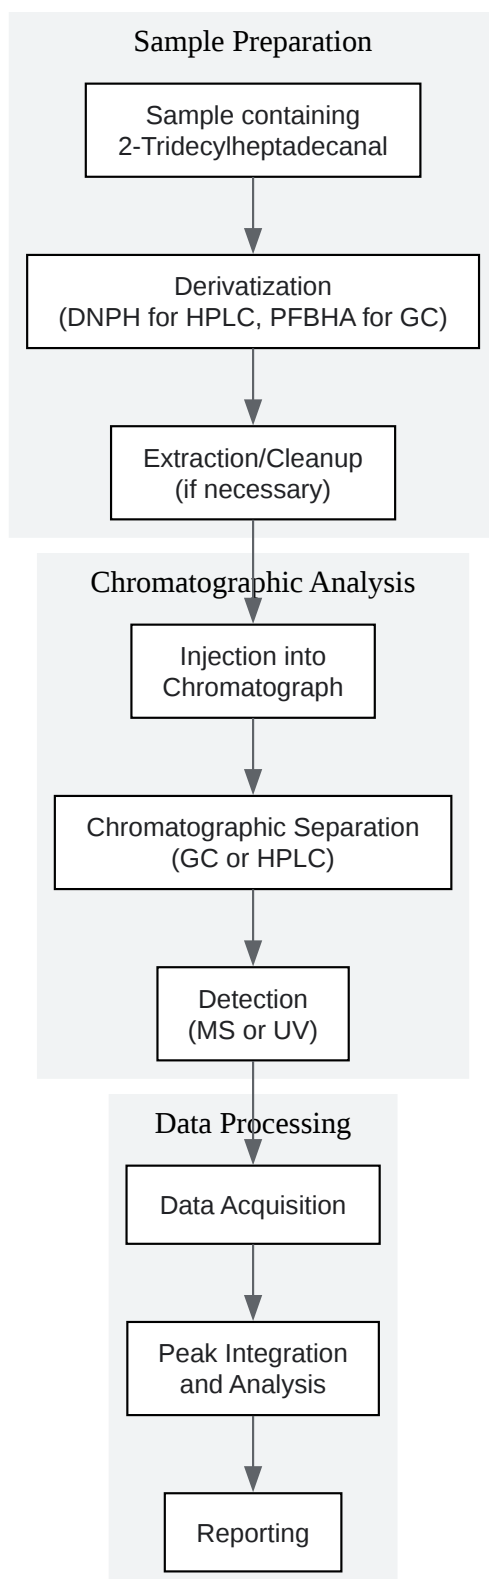 Sample Preparation
Sample containing
2-Tridecylheptadecanal
Derivatization
(DNPH for HPLC, PFBHA for GC)
Extraction/Cleanup
(if necessary)
Chromatographic Analysis
Injection into
Chromatograph
Chromatographic Separation
(GC or HPLC)
Detection
(MS or UV)
Data Processing
Data Acquisition
Peak Integration
and Analysis
Reporting